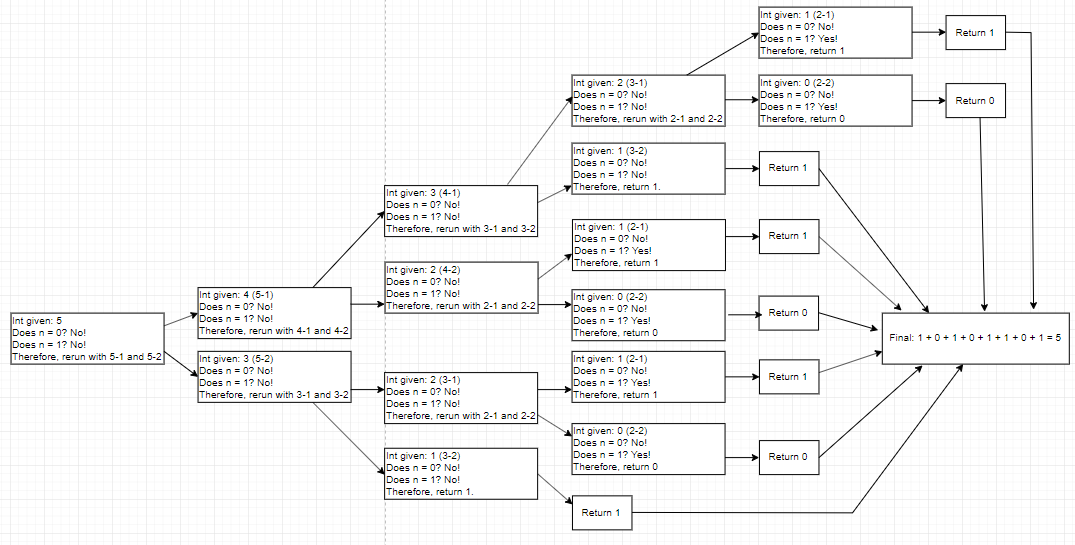 Int given: 1 (2-1)
Does n = 0? No!
Does n = 1? Yes!
Therefore, return 1
Return 1
Int given: 2 (3-1)
Does n = 0? No!
Does n = 1? No!
Therefore, rerun with 2-1 and 2-2
Int given: 0 (2-2)
Does n = 0? No!
Does n = 1? Yes!
Therefore, return 0
Return 0
Int given: 1 (3-2)
Does n = 0? No!
Does n = 1? No!
Therefore, return 1.
Return 1
Int given: 3 (4-1)
Does n = 0? No!
Does n = 1? No!
Therefore, rerun with 3-1 and 3-2
Int given: 1 (2-1)
Does n = 0? No!
Does n = 1? Yes!
Therefore, return 1
Return 1
Int given: 2 (4-2)
Does n = 0? No!
Does n = 1? No!
Therefore, rerun with 2-1 and 2-2
Int given: 0 (2-2)
Does n = 0? No!
Does n = 1? Yes!
Therefore, return 0
Return 0
Int given: 4 (5-1)
Does n = 0? No!
Does n = 1? No!
Therefore, rerun with 4-1 and 4-2
Int given: 5
Does n = 0? No!
Does n = 1? No!
Therefore, rerun with 5-1 and 5-2
Final: 1 + 0 + 1 + 0 + 1 + 1 + 0 + 1 = 5
Int given: 3 (5-2)
Does n = 0? No!
Does n = 1? No!
Therefore, rerun with 3-1 and 3-2
Int given: 2 (3-1)
Does n = 0? No!
Does n = 1? No!
Therefore, rerun with 2-1 and 2-2
Int given: 1 (2-1)
Does n = 0? No!
Does n = 1? Yes!
Therefore, return 1
Return 1
Int given: 0 (2-2)
Does n = 0? No!
Does n = 1? Yes!
Therefore, return 0
Return 0
Int given: 1 (3-2)
Does n = 0? No!
Does n = 1? No!
Therefore, return 1.
Return 1